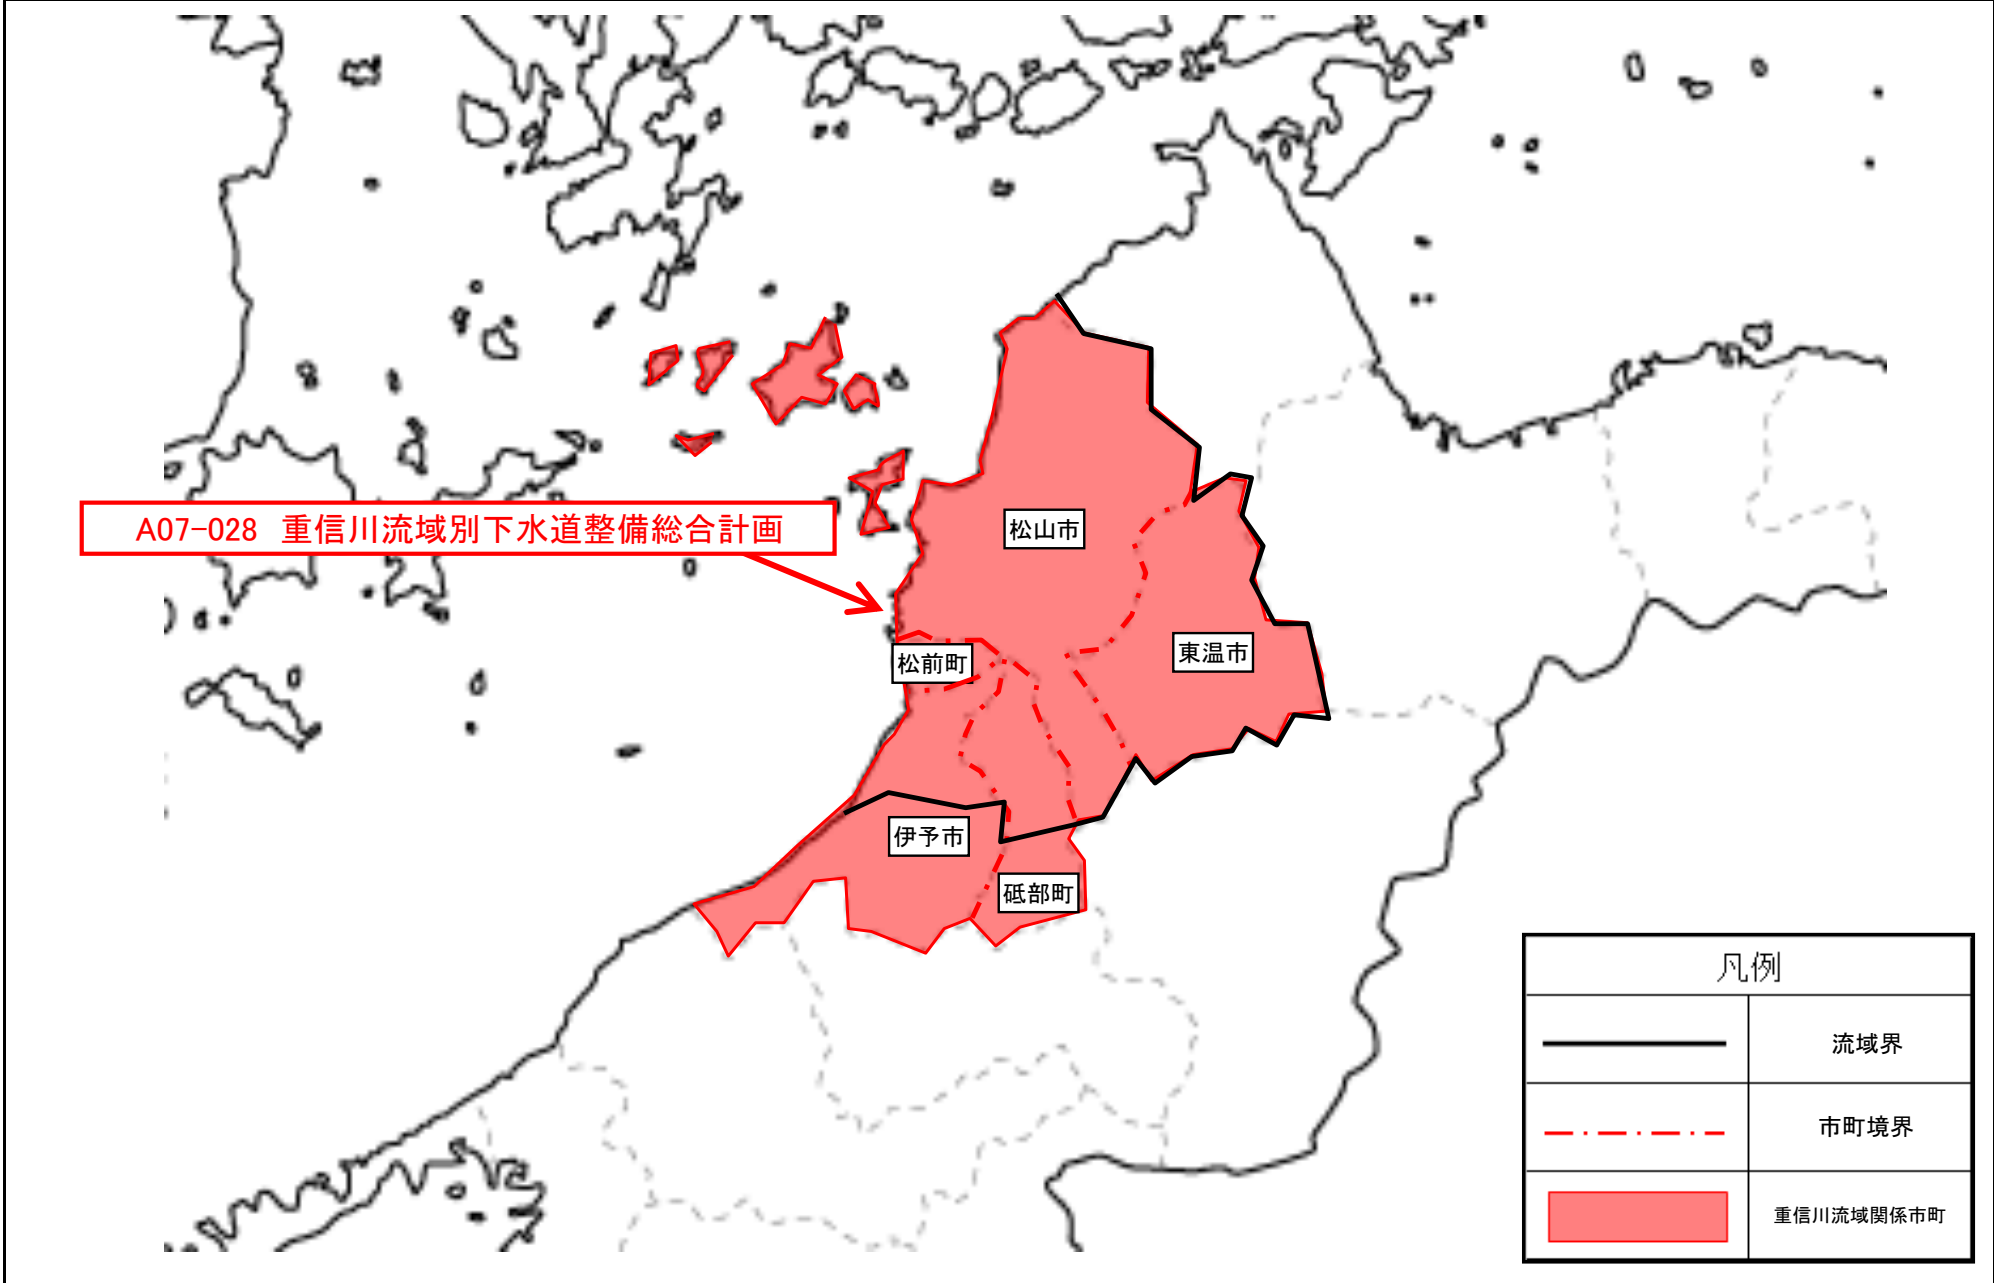 A07-028 重信川流域別下水道整備総合計画
松山市
東温市
松前町
伊予市
砥部町
凡例
流域界
市町境界
重信川流域関係市町